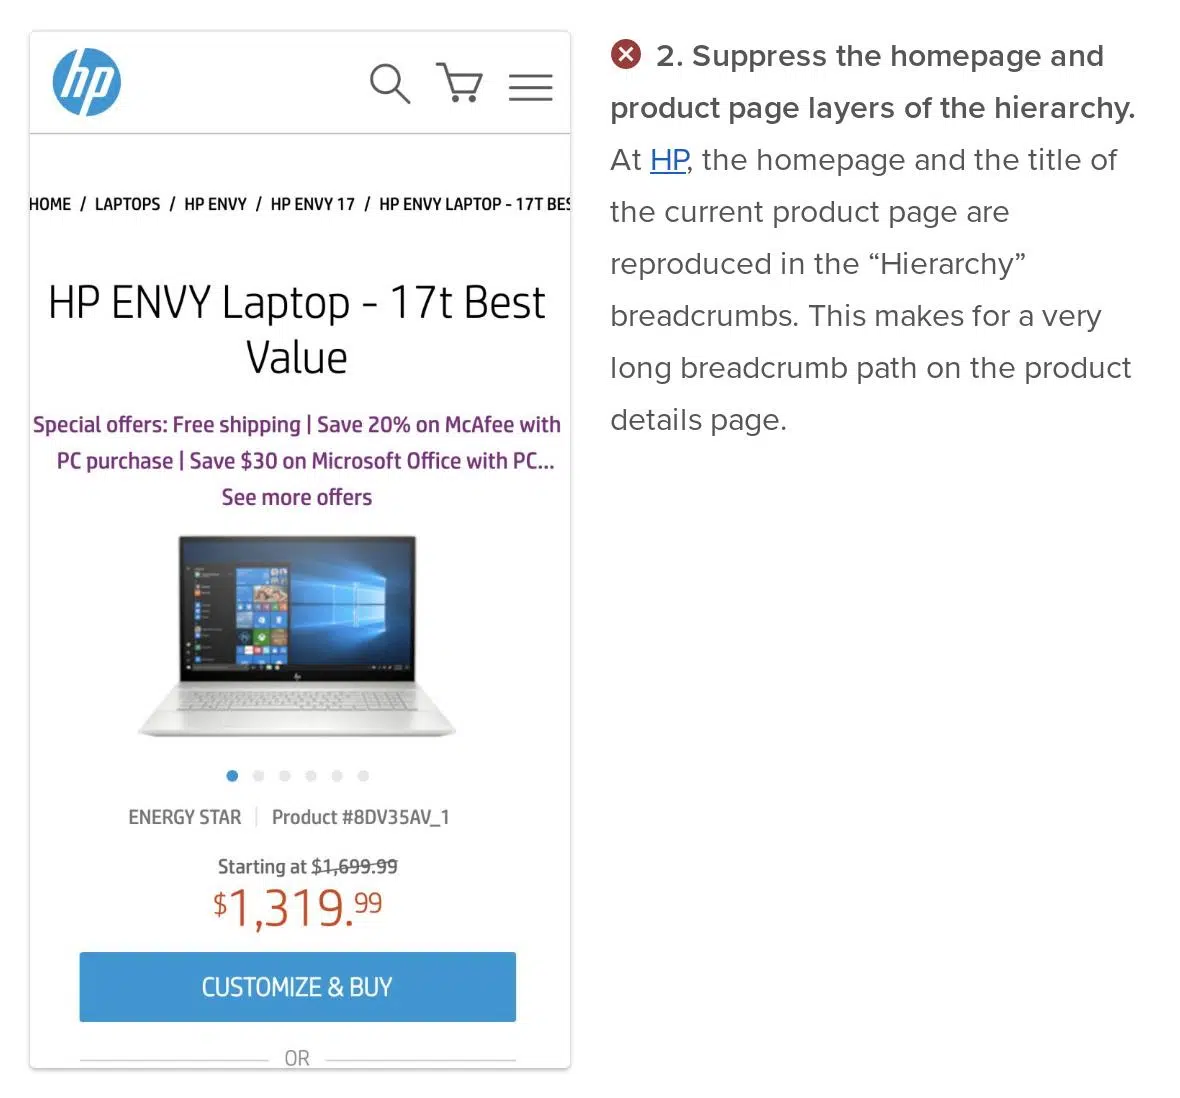 hp
HOME / LAPTOPS / HP ENVY / HP ENVY 17 / HP ENVY LAPTOP - 17T BES
HP ENVY Laptop - 17t Best
Value
Special offers: Free shipping | Save 20% on McAfee with
PC purchase | Save $30 on Microsoft Office with PC...
See more offers
ENERGY STAR | Product #8DV35AV_1
Starting at $1,699.99
$1,319.99
CUSTOMIZE & BUY
OR
2. Suppress the homepage and
product page layers of the hierarchy.
At HP, the homepage and the title of
the current product page are
reproduced in the “Hierarchy”
breadcrumbs. This makes for a very
long breadcrumb path on the product
details page.